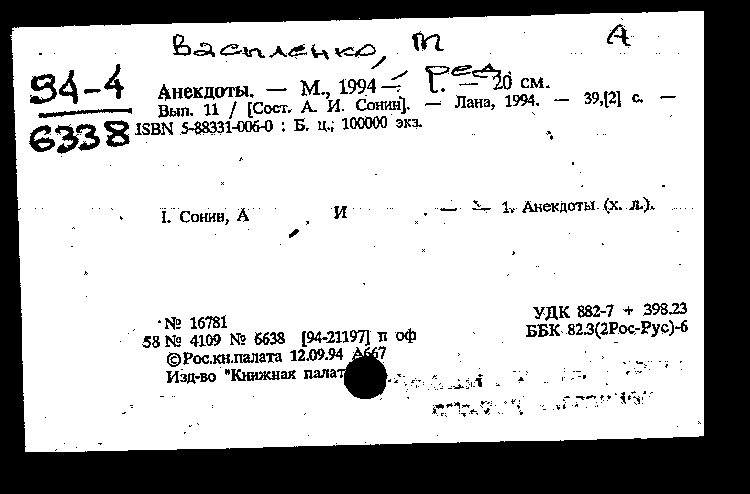 Василенко, М
А
94-4
6338
ред.
Анекдоты. — М., 1994 — . — 20 см.
Вып. 11 / [Сост. А. И. Сонин]. — Лана, 1994. — 39,[2] с. —
ISBN 5-88331-006-0 : Б. ц.; 100000 экз.
I. Сонин, А И — — 1. Анекдоты (х. л.).
№ 16781
58 № 4109 № 6638 [94-21197] п оф
©Рос.кн.палата 12.09.94 А667
Изд-во "Книжная палат
УДК 882-7 + 398.23
ББК 82.3(2Рос-Рус)-6